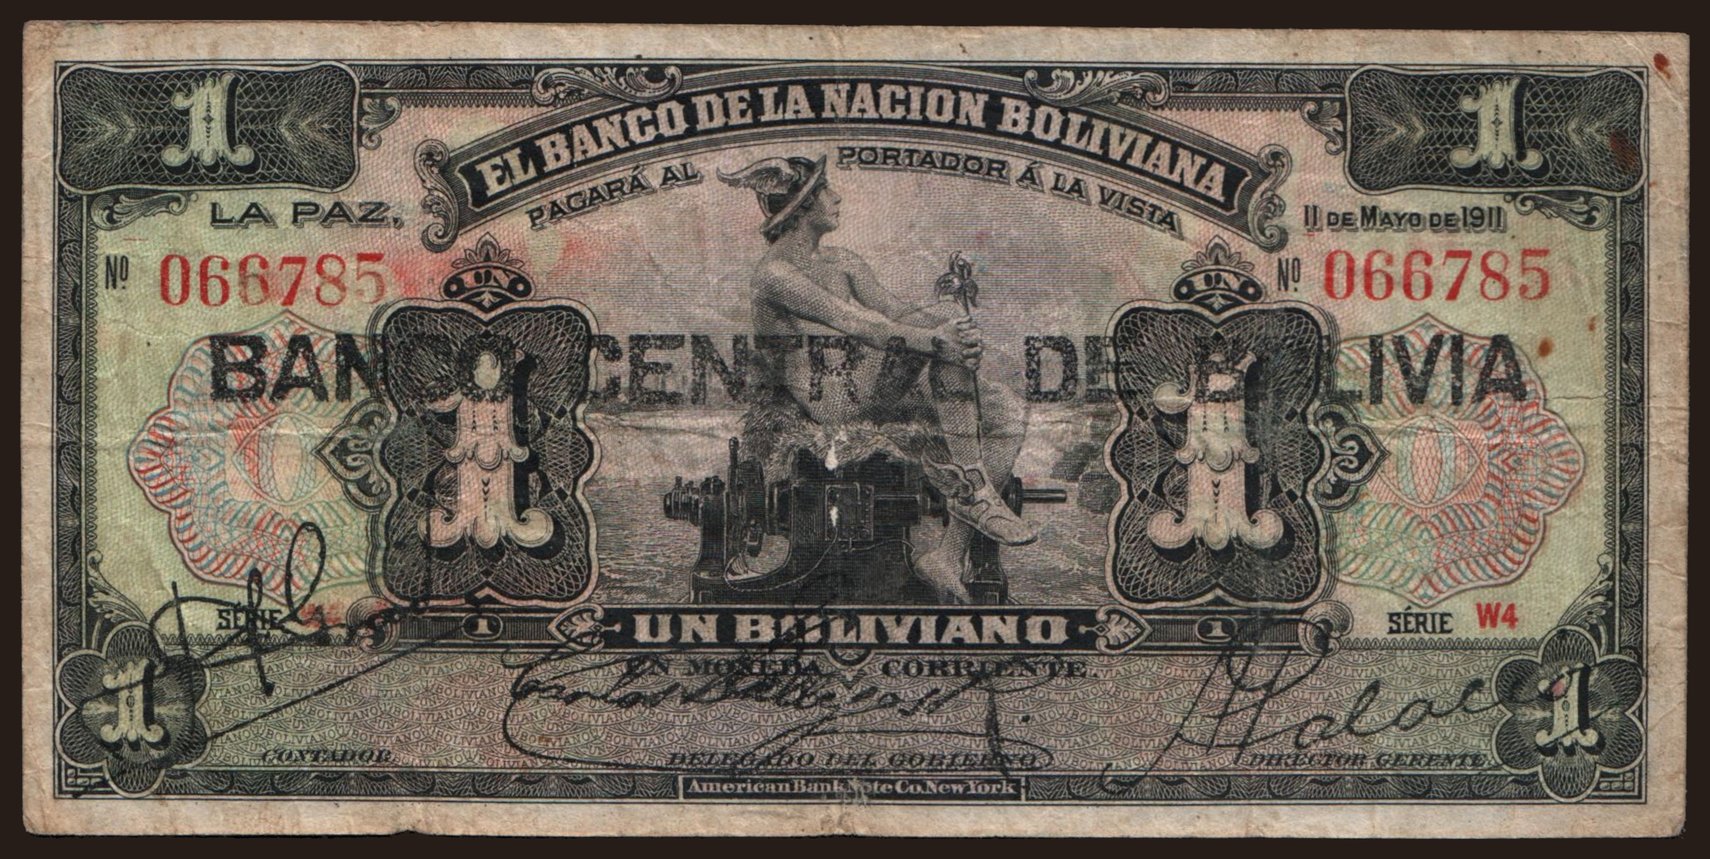 1 1
EL BANCO DE LA NACION BOLIVIANA
PAGARÁ AL PORTADOR Á LA VISTA
LA PAZ, 11 DE MAYO DE 1911
Nº 066785 Nº 066785
BANCO CENTRAL DE BOLIVIA
1 1
SÉRIE SÉRIE W4
1 UN BOLIVIANO 1
EN MONEDA CORRIENTE.
1 1
CONTADOR DELEGADO DEL GOBIERNO DIRECTOR GERENTE
American Bank Note Co. New York